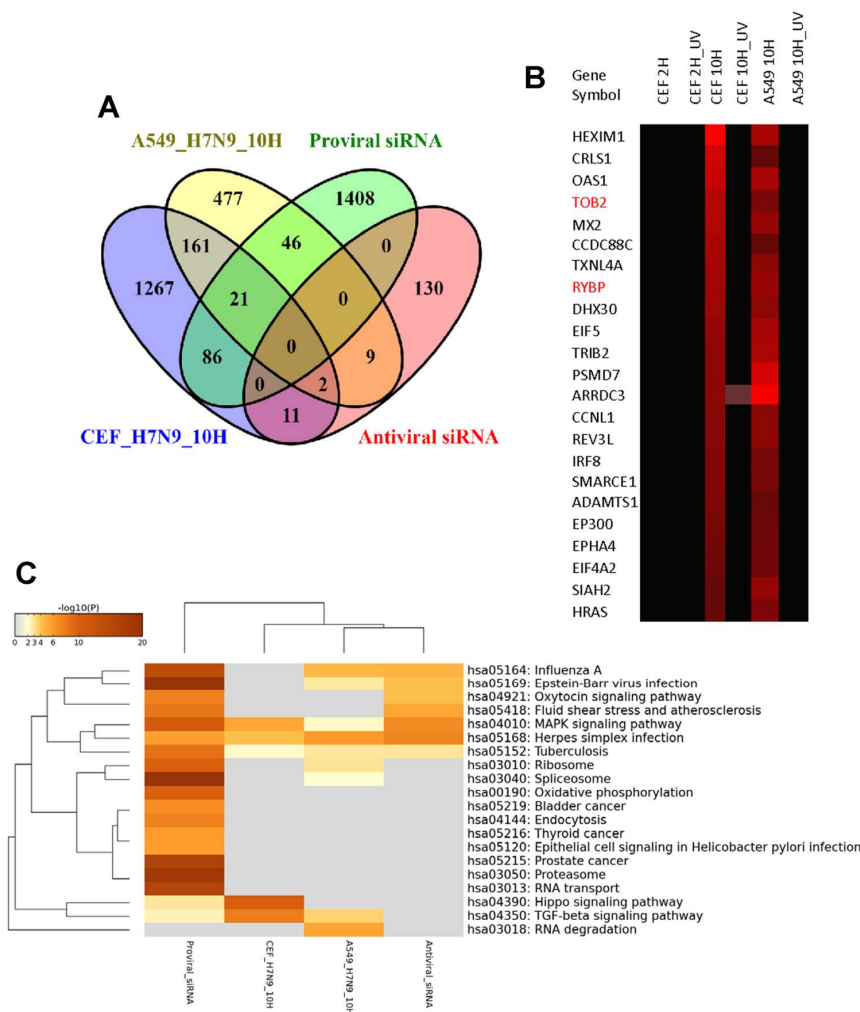 A
A549_H7N9_10H
Proviral siRNA
477
1408
161
46
0
1267
21
0
130
86
0
9
0
2
11
CEF_H7N9_10H
Antiviral siRNA
B
Gene
Symbol
CEF 2H
CEF 2H_UV
CEF 10H
CEF 10H_UV
A549 10H
A549 10H_UV
HEXIM1
CRLS1
OAS1
TOB2
MX2
CCDC88C
TXNL4A
RYBP
DHX30
EIF5
TRIB2
PSMD7
ARRDC3
CCNL1
REV3L
IRF8
SMARCE1
ADAMTS1
EP300
EPHA4
EIF4A2
SIAH2
HRAS
C
-log10(P)
0 2 3 4 6 10 20
hsa05164: Influenza A
hsa05169: Epstein-Barr virus infection
hsa04921: Oxytocin signaling pathway
hsa05418: Fluid shear stress and atherosclerosis
hsa04010: MAPK signaling pathway
hsa05168: Herpes simplex infection
hsa05152: Tuberculosis
hsa03010: Ribosome
hsa03040: Spliceosome
hsa00190: Oxidative phosphorylation
hsa05219: Bladder cancer
hsa04144: Endocytosis
hsa05216: Thyroid cancer
hsa05120: Epithelial cell signaling in Helicobacter pylori infection
hsa05215: Prostate cancer
hsa03050: Proteasome
hsa03013: RNA transport
hsa04390: Hippo signaling pathway
hsa04350: TGF-beta signaling pathway
hsa03018: RNA degradation
Proviral_siRNA
CEF_H7N9_10H
A549_H7N9_10H
Antiviral_siRNA